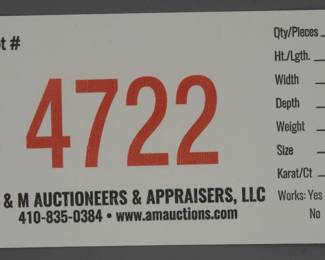 t #
4722
Qty/Pieces
Ht./Lgth.
Width
Depth
Weight
Size
Karat/Ct
Works: Yes
No
& M AUCTIONEERS & APPRAISERS, LLC
410-835-0384 • www.amauctions.com